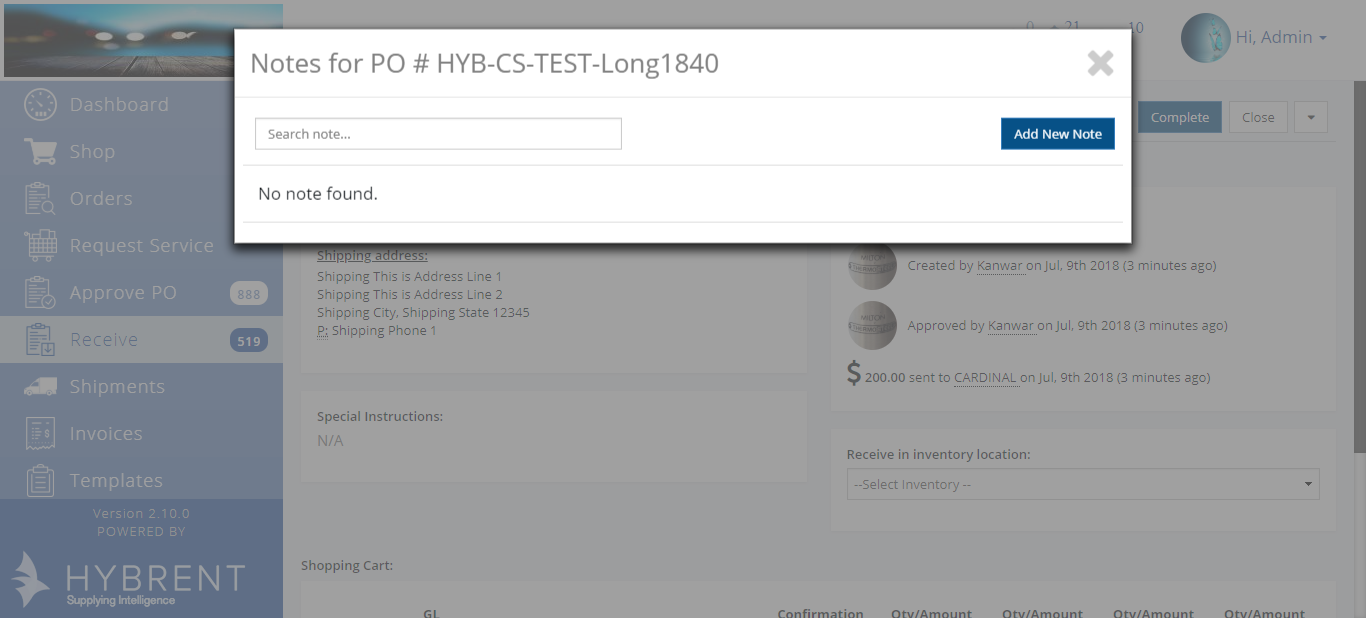 0 21 10
Hi, Admin
Notes for PO # HYB-CS-TEST-Long1840
Search note...
Add New Note
No note found.
Dashboard
Shop
Orders
Request Service
Approve PO 888
Receive 519
Shipments
Invoices
Templates
Version 2.10.0
POWERED BY
HYBRENT
Supplying Intelligence
Complete Close
Shipping address:
Shipping This is Address Line 1
Shipping This is Address Line 2
Shipping City, Shipping State 12345
P: Shipping Phone 1
Special Instructions:
N/A
Created by Kanwar on Jul, 9th 2018 (3 minutes ago)
Approved by Kanwar on Jul, 9th 2018 (3 minutes ago)
$ 200.00 sent to CARDINAL on Jul, 9th 2018 (3 minutes ago)
Receive in inventory location:
--Select Inventory --
Shopping Cart:
GL Confirmation Qty/Amount Qty/Amount Qty/Amount Qty/Amount